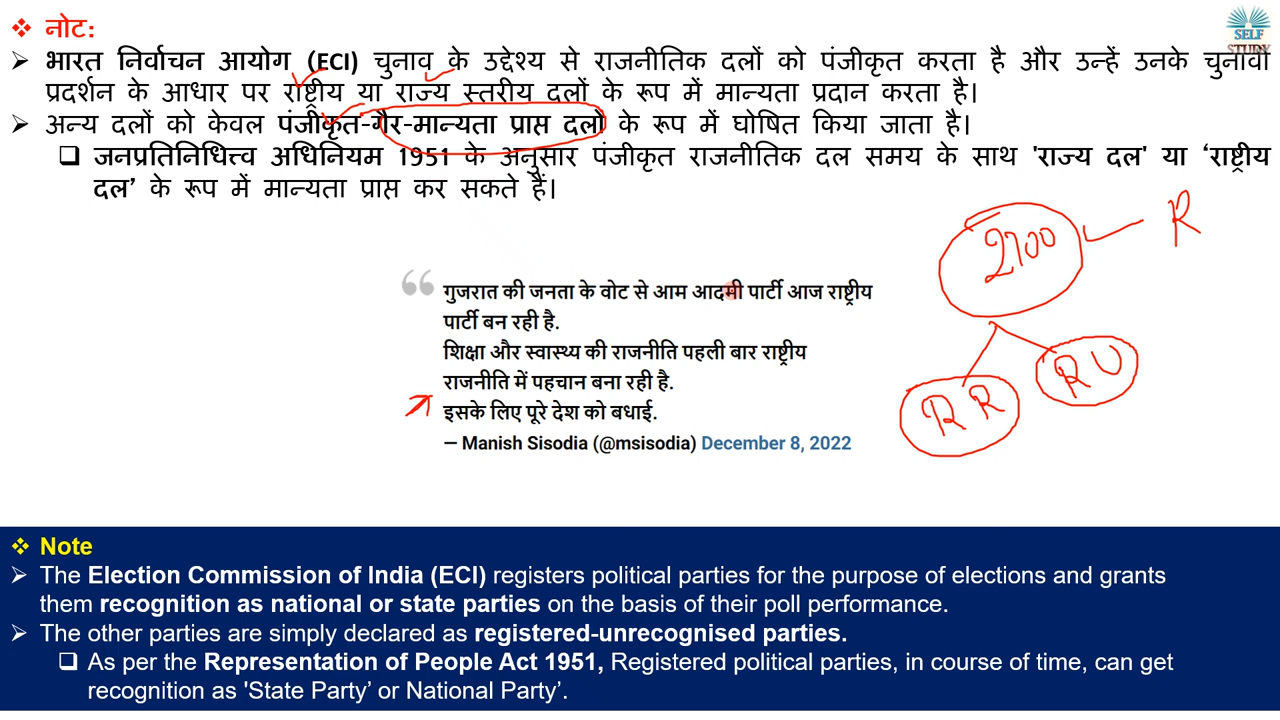 ❖ नोट:
SELF
STUDY
➤ भारत निर्वाचन आयोग (ECI) चुनाव के उद्देश्य से राजनीतिक दलों को पंजीकृत करता है और उन्हें उनके चुनावी
प्रदर्शन के आधार पर राष्ट्रीय या राज्य स्तरीय दलों के रूप में मान्यता प्रदान करता है।
➤ अन्य दलों को केवल पंजीकृत-गैर-मान्यता प्राप्त दलों के रूप में घोषित किया जाता है।
❑ जनप्रतिनिधित्त्व अधिनियम 1951 के अनुसार पंजीकृत राजनीतिक दल समय के साथ 'राज्य दल' या ‘राष्ट्रीय
दल’ के रूप में मान्यता प्राप्त कर सकते हैं।
2700
R
RR
RU
“ गुजरात की जनता के वोट से आम आदमी पार्टी आज राष्ट्रीय
पार्टी बन रही है.
शिक्षा और स्वास्थ्य की राजनीति पहली बार राष्ट्रीय
राजनीति में पहचान बना रही है.
इसके लिए पूरे देश को बधाई.
— Manish Sisodia (@msisodia) December 8, 2022
❖ Note
➤ The Election Commission of India (ECI) registers political parties for the purpose of elections and grants
them recognition as national or state parties on the basis of their poll performance.
➤ The other parties are simply declared as registered-unrecognised parties.
❑ As per the Representation of People Act 1951, Registered political parties, in course of time, can get
recognition as 'State Party’ or National Party’.